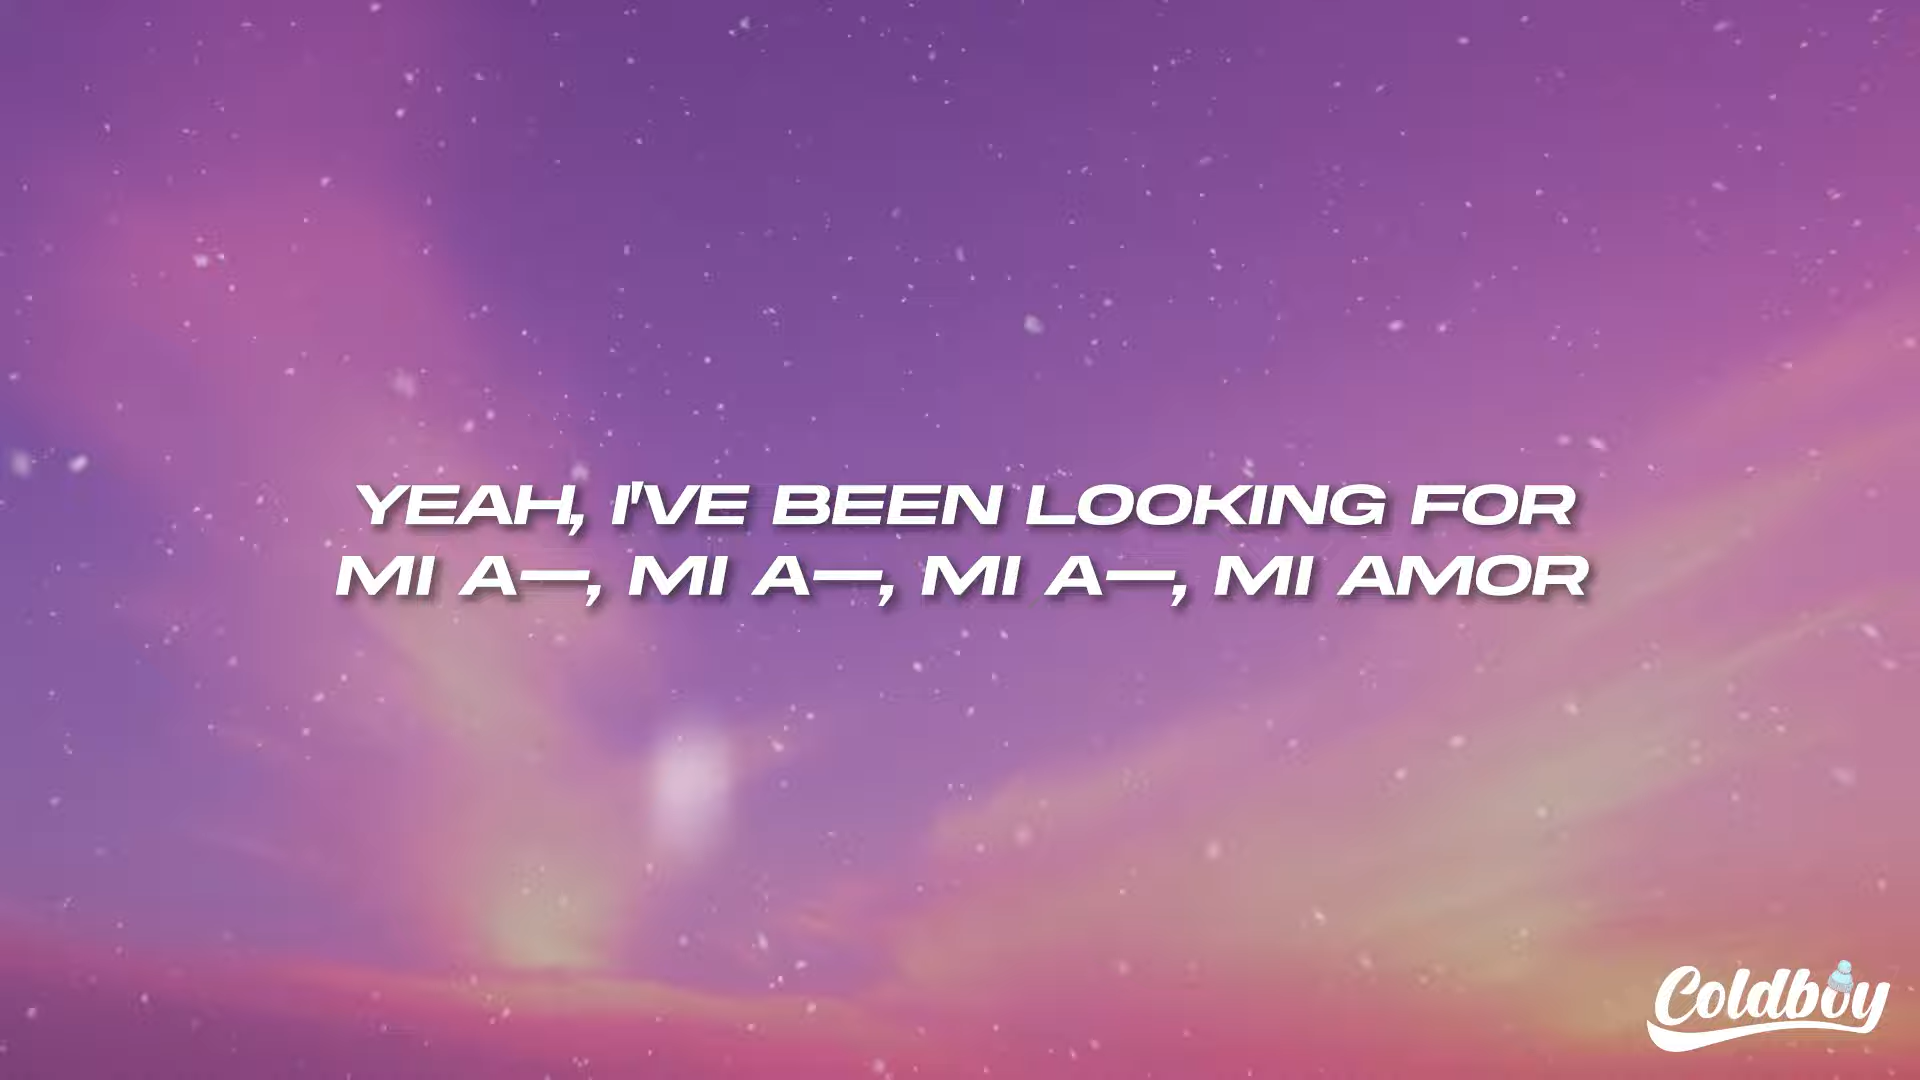 YEAH, I'VE BEEN LOOKING FOR
MI A—, MI A—, MI A—, MI AMOR
Coldboy